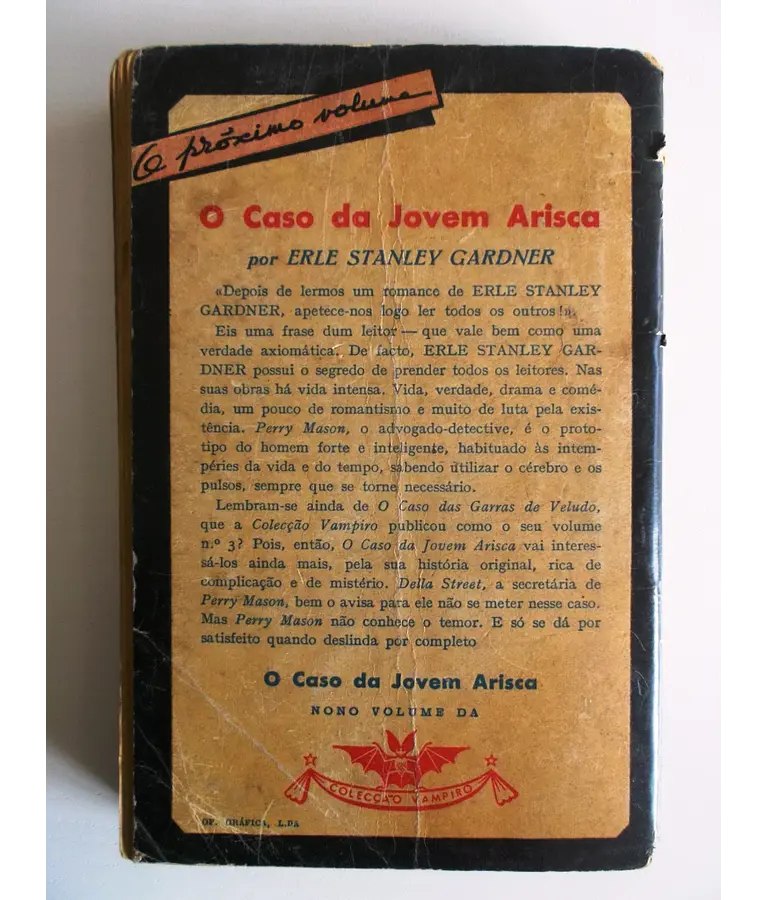 O próximo volume
O Caso da Jovem Arisca
por ERLE STANLEY GARDNER
«Depois de lermos um romance de ERLE STANLEY
GARDNER, apetece-nos logo ler todos os outros!»
Eis uma frase dum leitor — que vale bem como uma
verdade axiomática. De facto, ERLE STANLEY GAR-
DNER possui o segredo de prender todos os leitores. Nas
suas obras há vida intensa. Vida, verdade, drama e comé-
dia, um pouco de romantismo e muito de luta pela exis-
tência. Perry Mason, o advogado-detective, é o proto-
tipo do homem forte e inteligente, habituado às intem-
péries da vida e do tempo, sabendo utilizar o cérebro e os
pulsos, sempre que se torne necessário.
Lembram-se ainda de O Caso das Garras de Veludo,
que a Colecção Vampiro publicou como o seu volume
n.º 3? Pois, então, O Caso da Jovem Arisca vai interes-
sá-los ainda mais, pela sua história original, rica de
complicação e de mistério. Della Street, a secretária de
Perry Mason, bem o avisa para ele não se meter nesse caso.
Mas Perry Mason não conhece o temor. E só se dá por
satisfeito quando deslinda por completo
O Caso da Jovem Arisca
NONO VOLUME DA
COLECÇÃO VAMPIRO
OF. GRÁFICA, L.DA